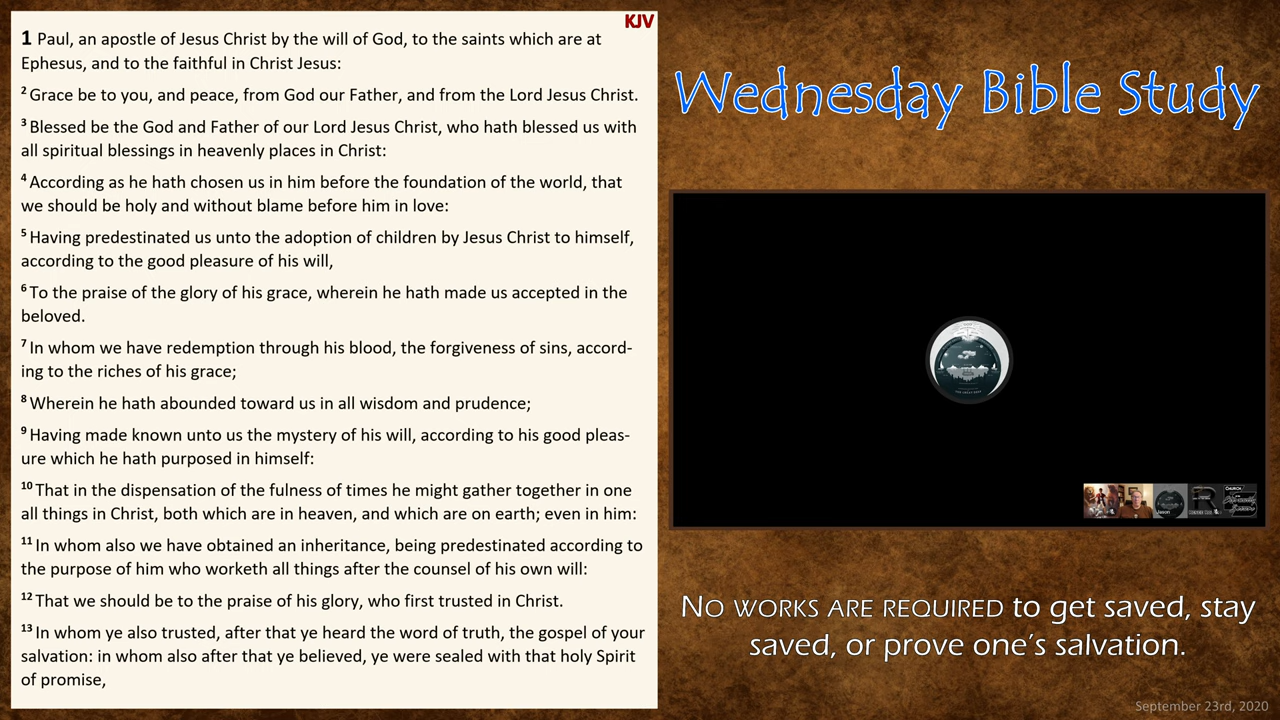 KJV
1 Paul, an apostle of Jesus Christ by the will of God, to the saints which are at
Ephesus, and to the faithful in Christ Jesus:
2 Grace be to you, and peace, from God our Father, and from the Lord Jesus Christ.
3 Blessed be the God and Father of our Lord Jesus Christ, who hath blessed us with
all spiritual blessings in heavenly places in Christ:
4 According as he hath chosen us in him before the foundation of the world, that
we should be holy and without blame before him in love:
5 Having predestinated us unto the adoption of children by Jesus Christ to himself,
according to the good pleasure of his will,
6 To the praise of the glory of his grace, wherein he hath made us accepted in the
beloved.
7 In whom we have redemption through his blood, the forgiveness of sins, accord-
ing to the riches of his grace;
8 Wherein he hath abounded toward us in all wisdom and prudence;
9 Having made known unto us the mystery of his will, according to his good pleas-
ure which he hath purposed in himself:
10 That in the dispensation of the fulness of times he might gather together in one
all things in Christ, both which are in heaven, and which are on earth; even in him:
11 In whom also we have obtained an inheritance, being predestinated according to
the purpose of him who worketh all things after the counsel of his own will:
12 That we should be to the praise of his glory, who first trusted in Christ.
13 In whom ye also trusted, after that ye heard the word of truth, the gospel of your
salvation: in whom also after that ye believed, ye were sealed with that holy Spirit
of promise,
Wednesday Bible Study
Jason
CHURCH
NO WORKS ARE REQUIRED to get saved, stay
saved, or prove one's salvation.
September 23rd, 2020